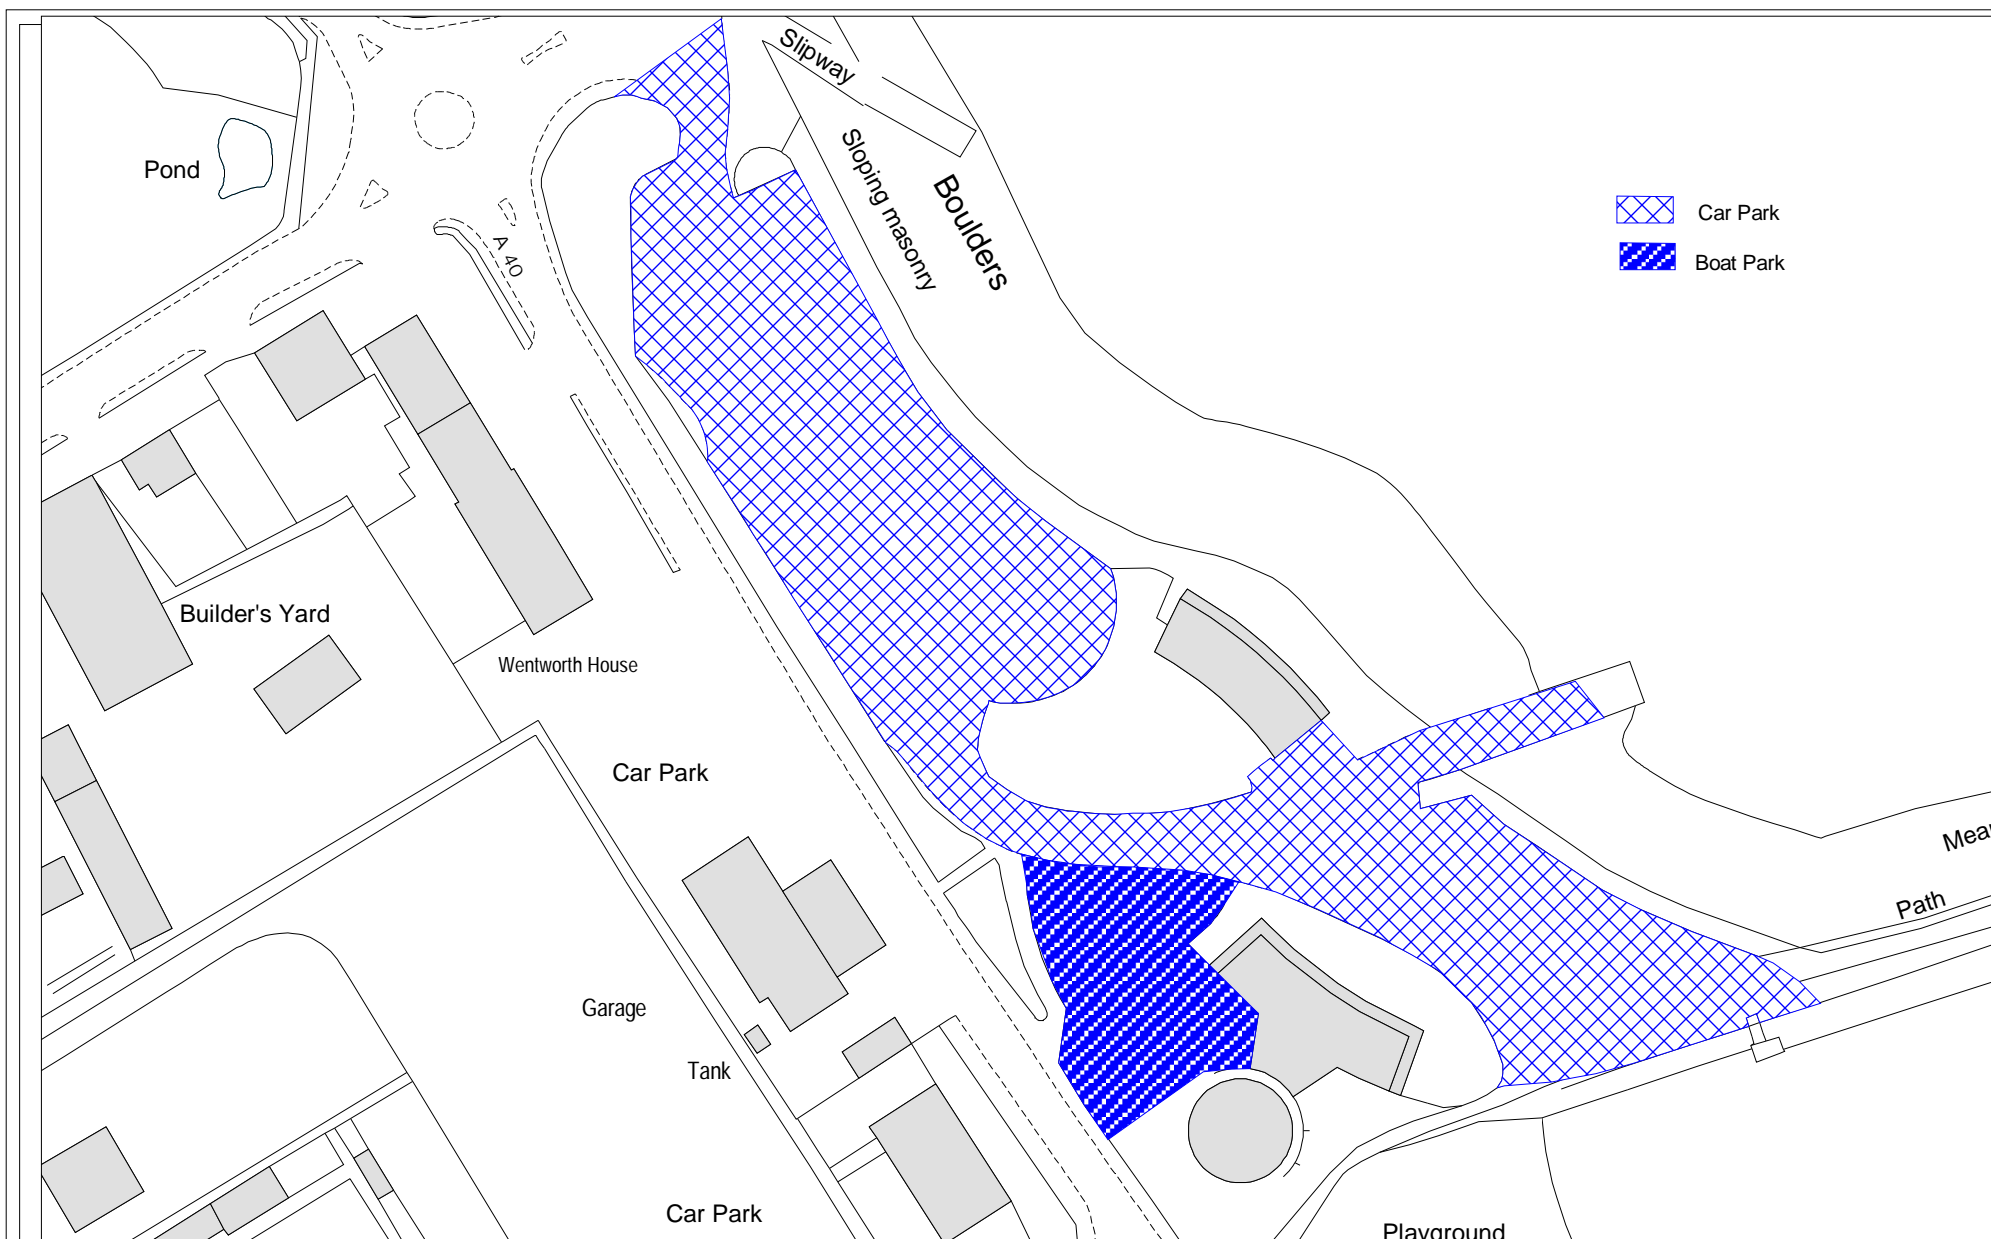 Slipway
Pond
Sloping masonry
Boulders
Car Park
Boat Park
A 40
Builder's Yard
Wentworth House
Car Park
Path
Garage
Tank
Car Park
Playground